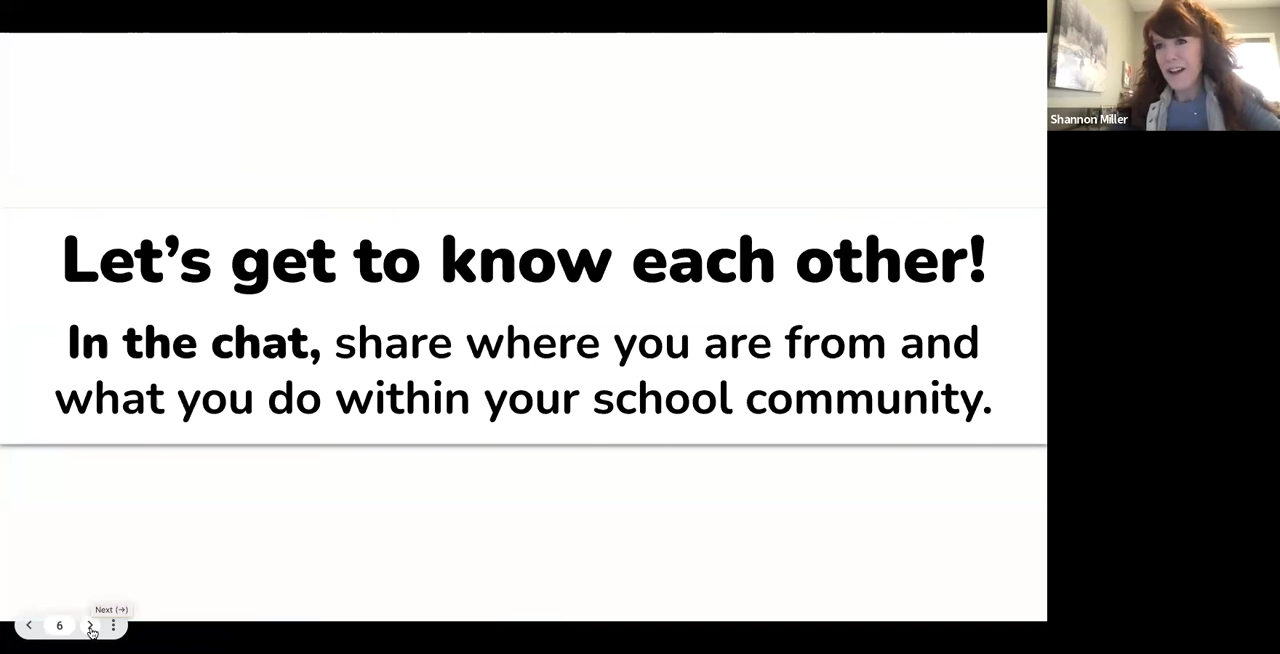 Shannon Miller
Let's get to know each other!
In the chat, share where you are from and
what you do within your school community.
Next (→)
6